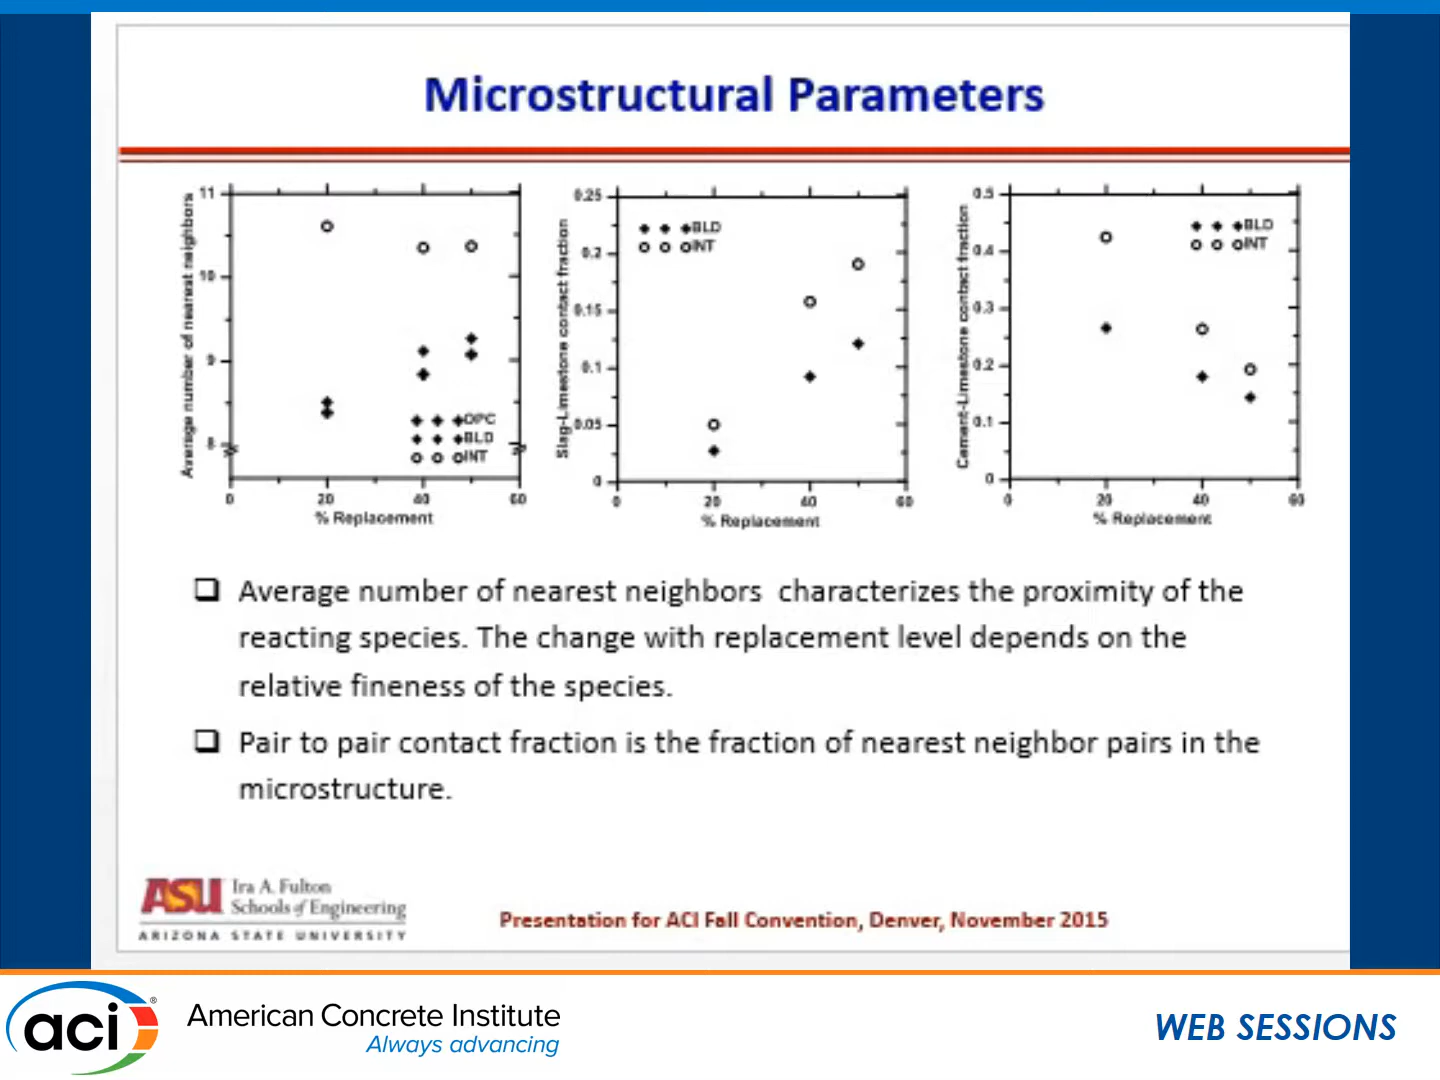 Microstructural Parameters
Average number of nearest neighbors
11
10
9
8
0
20
40
60
OPC
BLD
INT
% Replacement
Slag-Limestone contact fraction
0.25
0.2
0.15
0.1
0.05
0
0
20
40
60
BLD
INT
% Replacement
Cement-Limestone contact fraction
0.5
0.4
0.3
0.2
0.1
0
0
20
40
60
BLD
INT
% Replacement
Average number of nearest neighbors characterizes the proximity of the
reacting species. The change with replacement level depends on the
relative fineness of the species.
Pair to pair contact fraction is the fraction of nearest neighbor pairs in the
microstructure.
ASU Ira A. Fulton
Schools of Engineering
ARIZONA STATE UNIVERSITY
Presentation for ACI Fall Convention, Denver, November 2015
aci®
American Concrete Institute
Always advancing
WEB SESSIONS